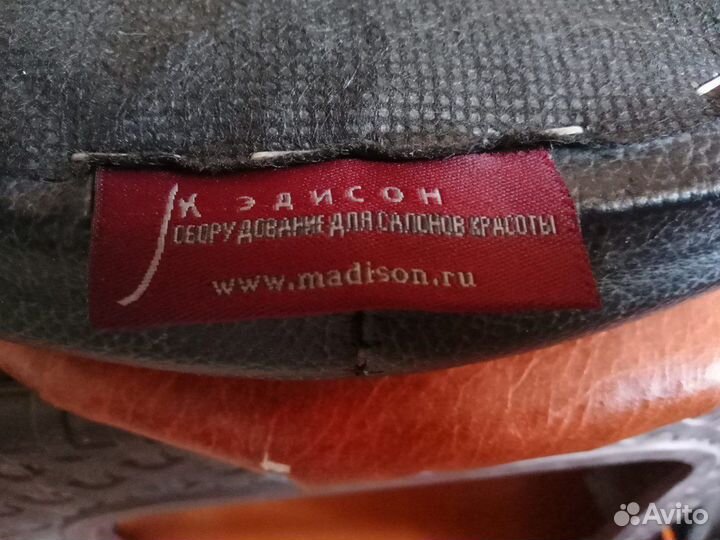 К ЭДИСОН
ОБОРУДОВАНИЕ ДЛЯ САЛОНОВ КРАСОТЫ
www.madison.ru
Avito